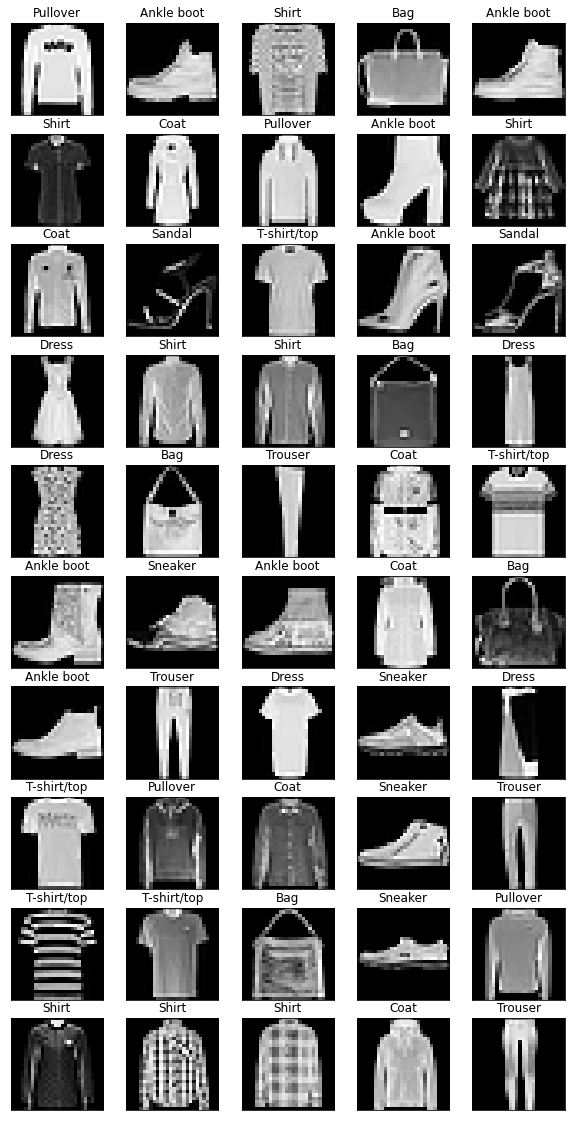 Pullover Ankle boot Shirt Bag Ankle boot
Shirt Coat Pullover Ankle boot Shirt
Coat Sandal T-shirt/top Ankle boot Sandal
Dress Shirt Shirt Bag Dress
Dress Bag Trouser Coat T-shirt/top
Ankle boot Sneaker Ankle boot Coat Bag
Ankle boot Trouser Dress Sneaker Dress
T-shirt/top Pullover Coat Sneaker Trouser
T-shirt/top T-shirt/top Bag Sneaker Pullover
Shirt Shirt Shirt Coat Trouser